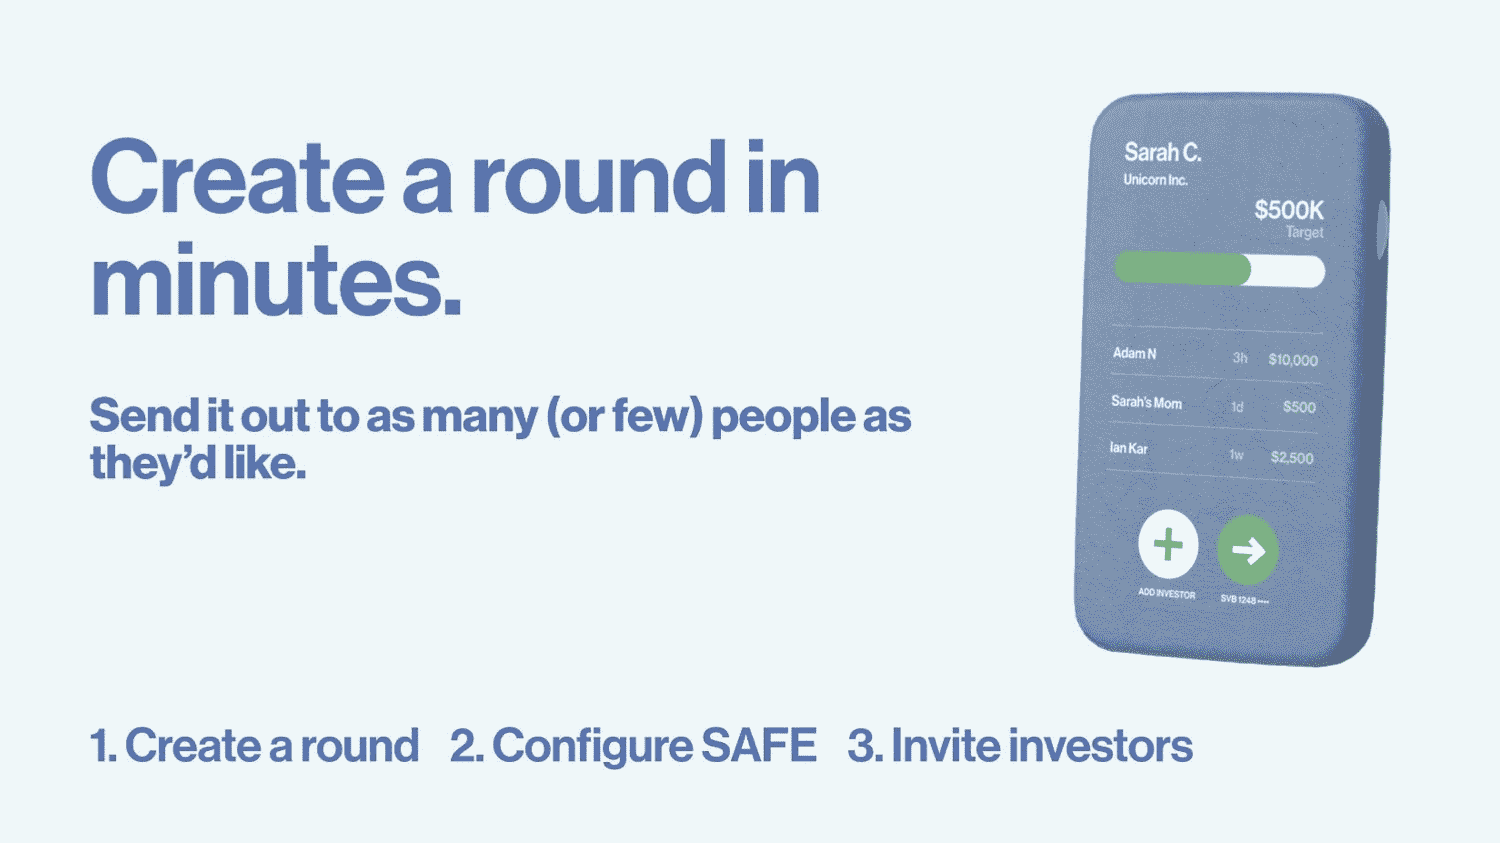 Create a round in
minutes.
Send it out to as many (or few) people as
they'd like.
Sarah C.
Unicorn Inc.
$500K
Target
Adam N 3h $10,000
Sarah's Mom 1d $500
Ian Kar 1w $2,500
ADD INVESTOR SVB 1248 ••••
1. Create a round 2. Configure SAFE 3. Invite investors